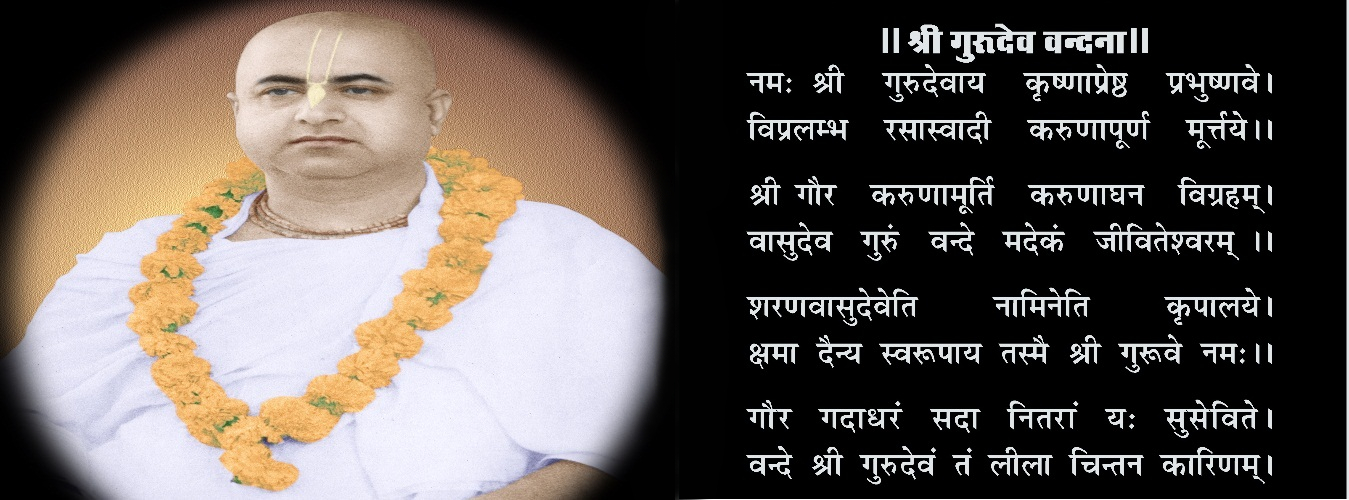 ॥ श्री गुरूदेव वन्दना॥
नमः श्री गुरुदेवाय कृष्णाप्रेष्ठ प्रभुष्णवे।
विप्रलम्भ रसास्वादी करुणापूर्ण मूर्त्तये।।
श्री गौर करुणामूर्ति करुणाघन विग्रहम्।
वासुदेव गुरुं वन्दे मदेकं जीवितेश्वरम् ।।
शरणवासुदेवेति नामिनेति कृपालये।
क्षमा दैन्य स्वरूपाय तस्मै श्री गुरूवे नमः।।
गौर गदाधरं सदा नितरां यः सुसेविते।
वन्दे श्री गुरुदेवं तं लीला चिन्तन कारिणम्।